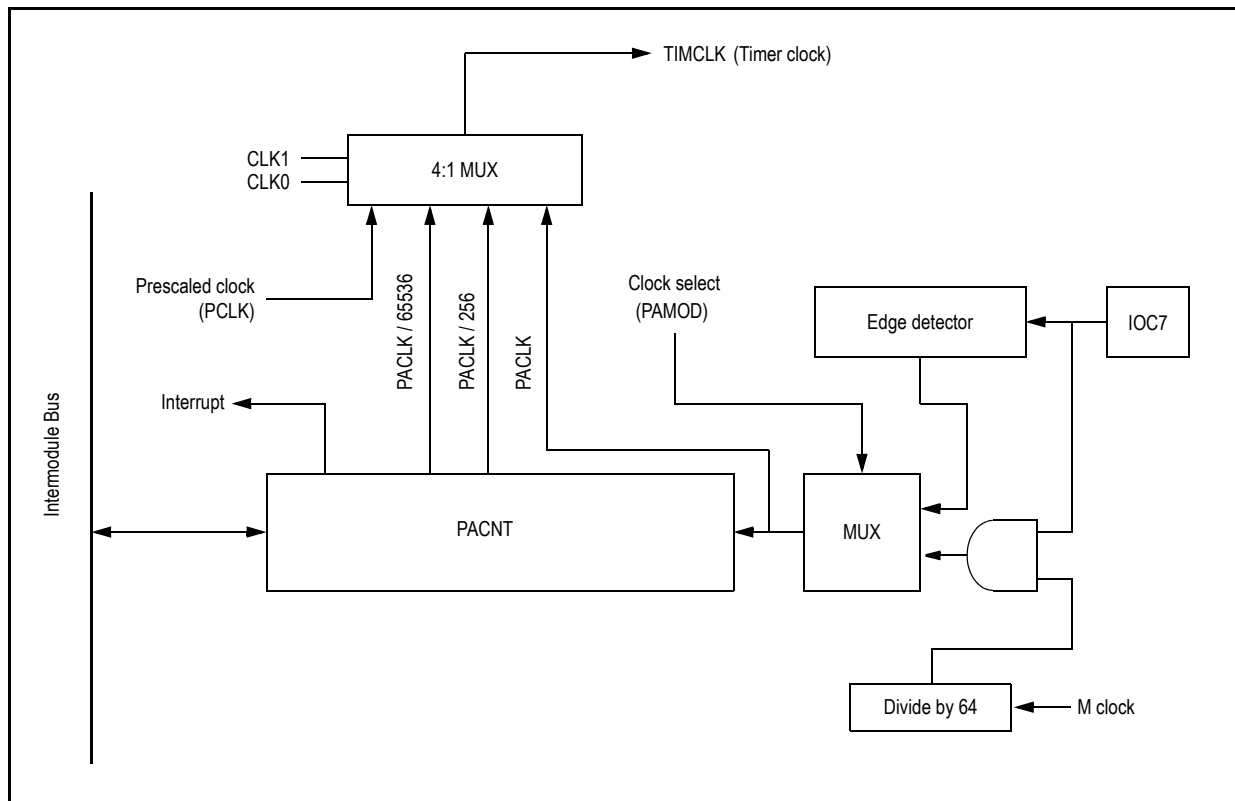 TIMCLK (Timer clock)
CLK1
CLK0
4:1 MUX
Prescaled clock
(PCLK)
PACLK / 65536
PACLK / 256
PACLK
Clock select
(PAMOD)
Edge detector
IOC7
Interrupt
Intermodule Bus
PACNT
MUX
Divide by 64
M clock